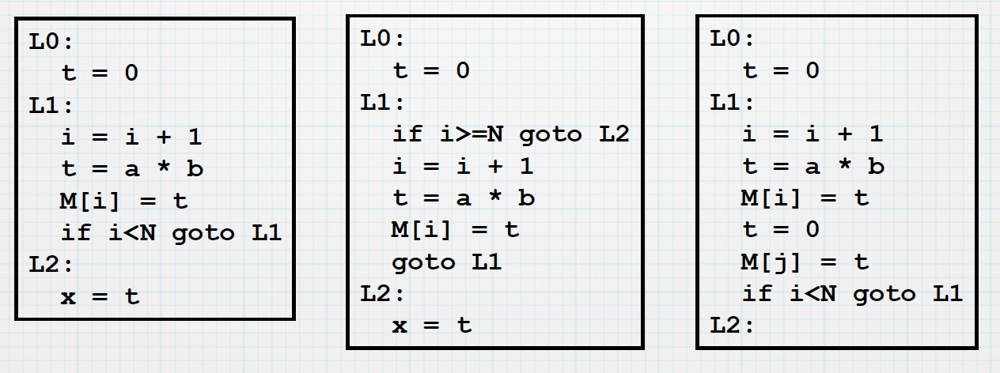 L0:
t = 0
L1:
i = i + 1
t = a * b
M[i] = t
if i<N goto L1
L2:
x = t
L0:
t = 0
L1:
if i>=N goto L2
i = i + 1
t = a * b
M[i] = t
goto L1
L2:
x = t
L0:
t = 0
L1:
i = i + 1
t = a * b
M[i] = t
t = 0
M[j] = t
if i<N goto L1
L2: